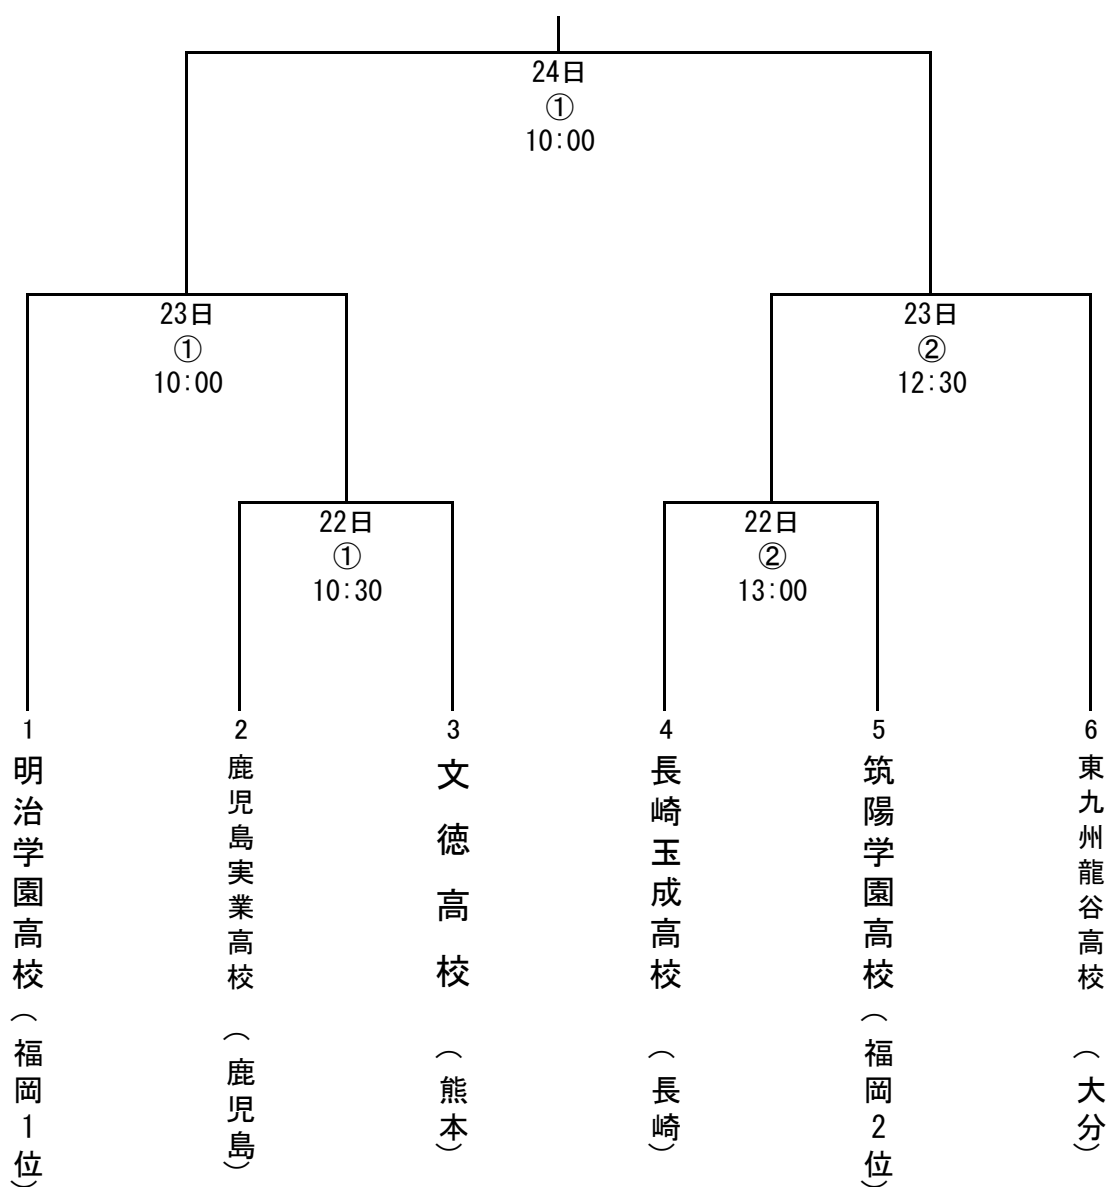 24日
①
10:00
23日
①
10:00
23日
②
12:30
22日
①
10:30
22日
②
13:00
1
明治学園高校(福岡1位)
2
鹿児島実業高校(鹿児島)
3
文徳高校(熊本)
4
長崎玉成高校(長崎)
5
筑陽学園高校(福岡2位)
6
東九州龍谷高校(大分)